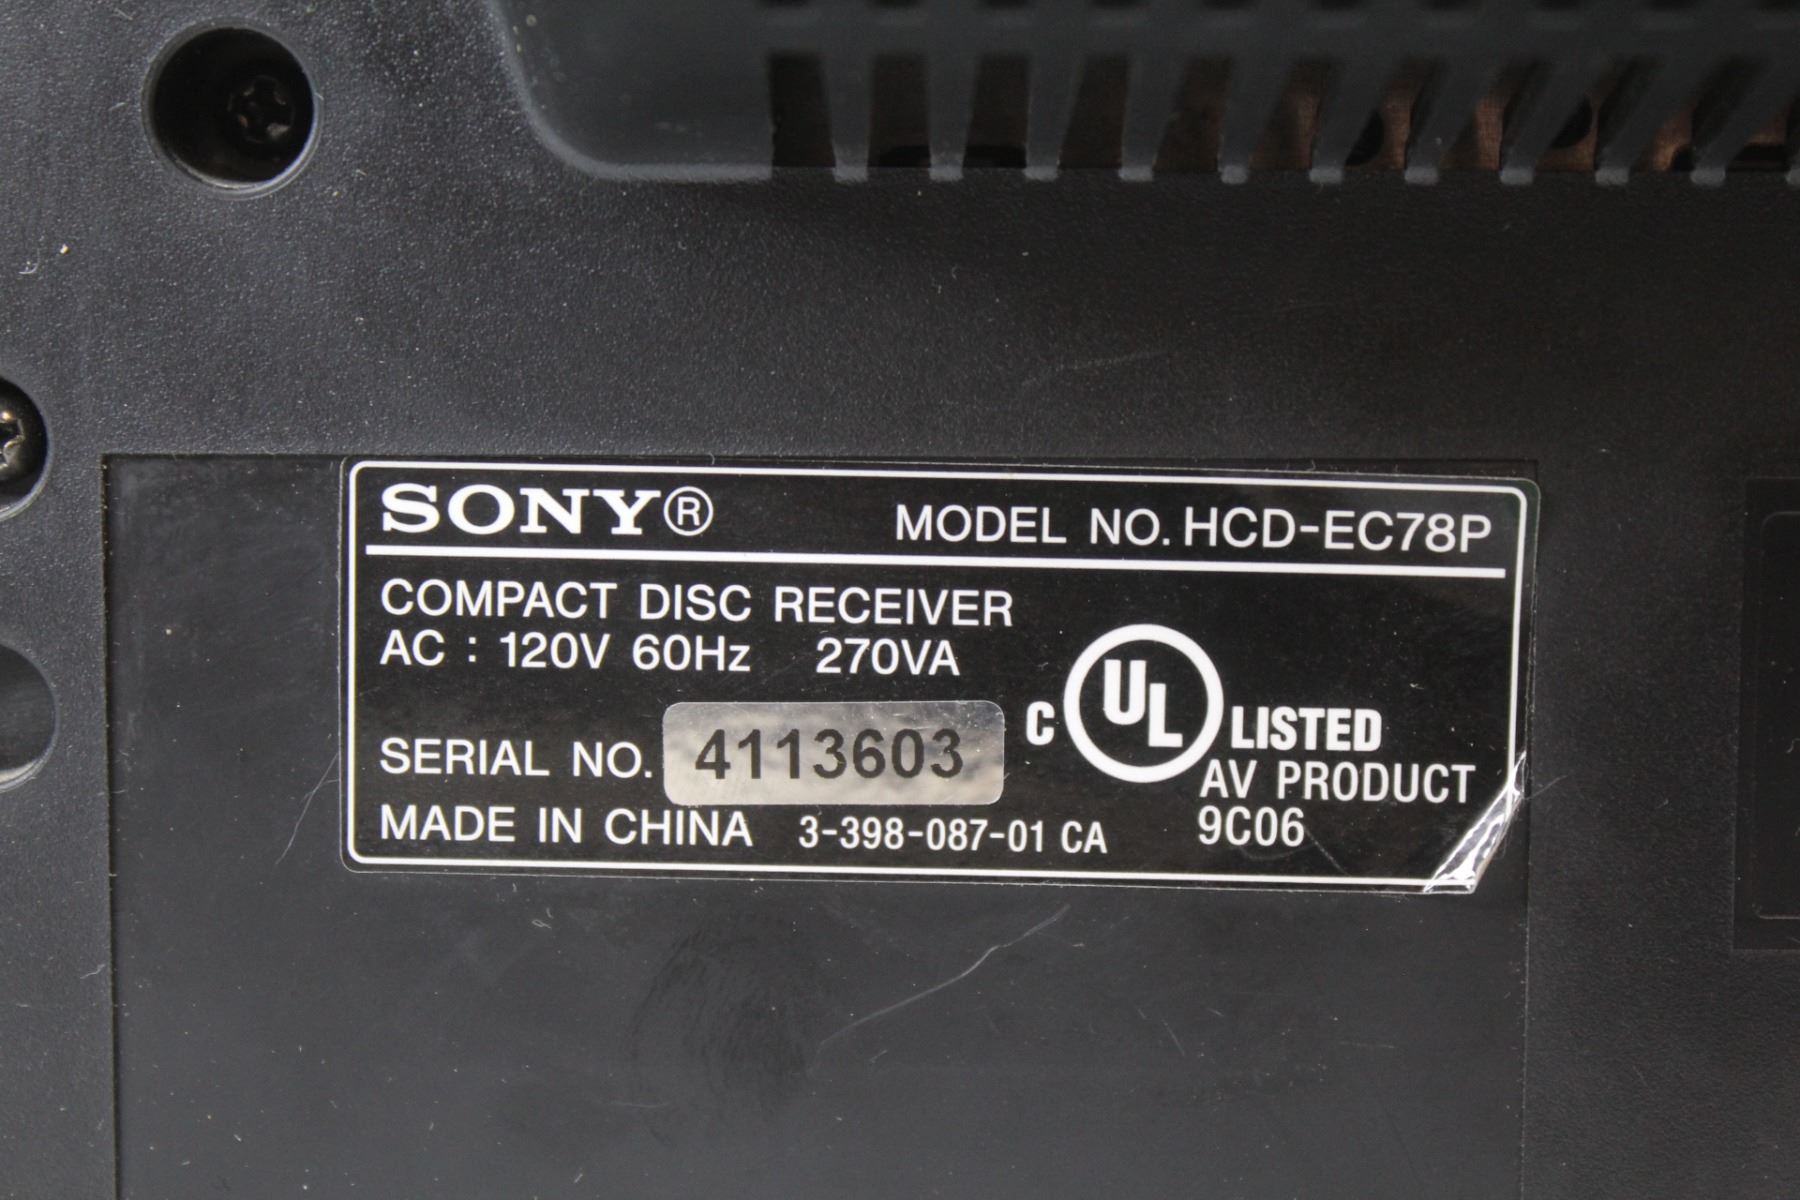 SONY®
MODEL NO. HCD-EC78P
COMPACT DISC RECEIVER
AC : 120V 60Hz 270VA
SERIAL NO. 4113603
C UL LISTED
AV PRODUCT
MADE IN CHINA 3-398-087-01 CA
9C06